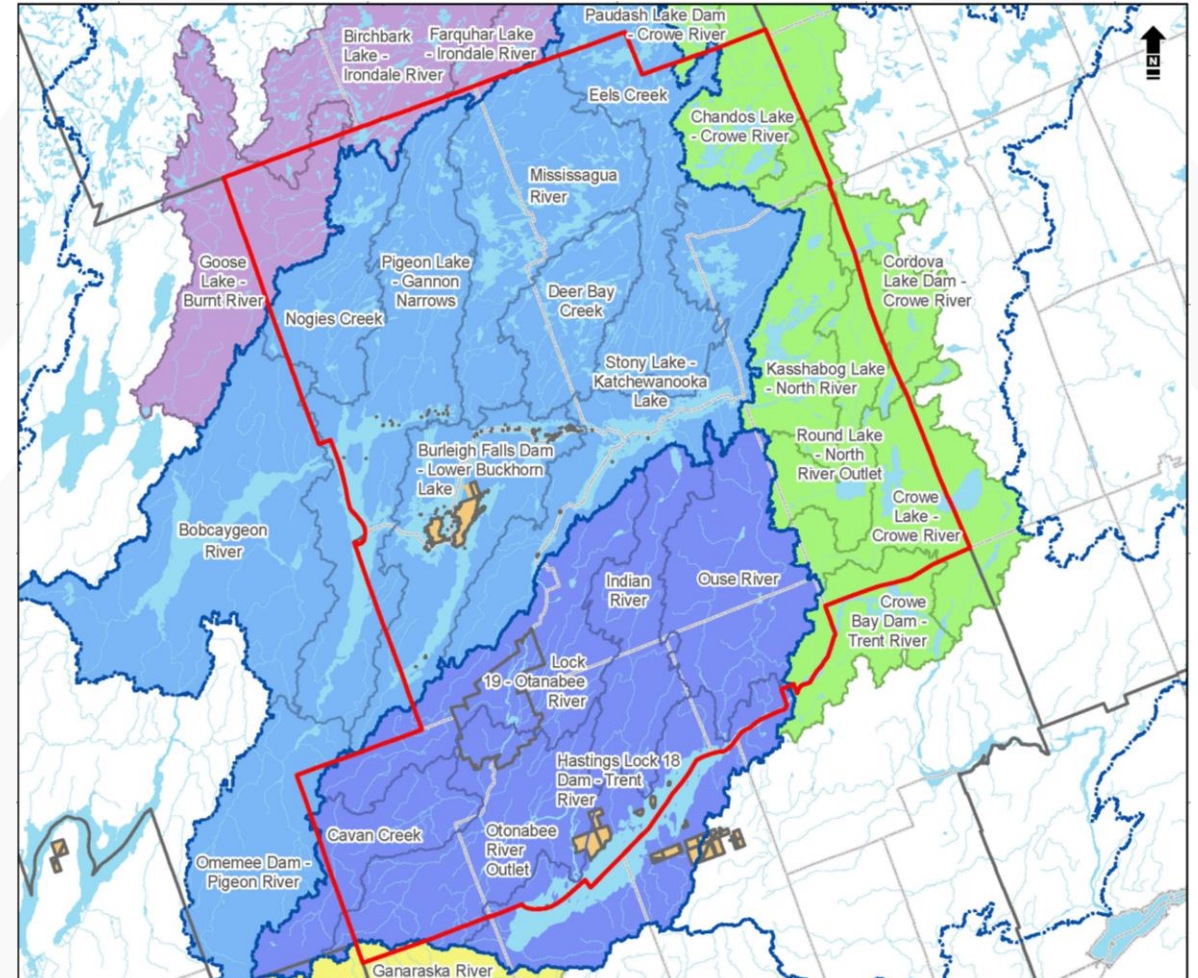 Paudash Lake Dam
- Crowe River
Birchbark
Lake -
Irondale River
Farquhar Lake
- Irondale River
N
Eels Creek
Chandos Lake
- Crowe River
Mississagua
River
Goose
Lake -
Burnt River
Pigeon Lake
- Gannon
Narrows
Cordova
Lake Dam -
Crowe River
Nogies Creek
Deer Bay
Creek
Stony Lake -
Katchewanooka
Lake
Kasshabog Lake
- North River
Burleigh Falls Dam
- Lower Buckhorn
Lake
Round Lake
- North
River Outlet
Crowe
Lake -
Crowe River
Bobcaygeon
River
Indian
River
Ouse River
Crowe
Bay Dam -
Trent River
Lock
19 - Otanabee
River
Hastings Lock 18
Dam - Trent
River
Cavan Creek
Otonabee
River
Outlet
Omemee Dam -
Pigeon River
Ganaraska River